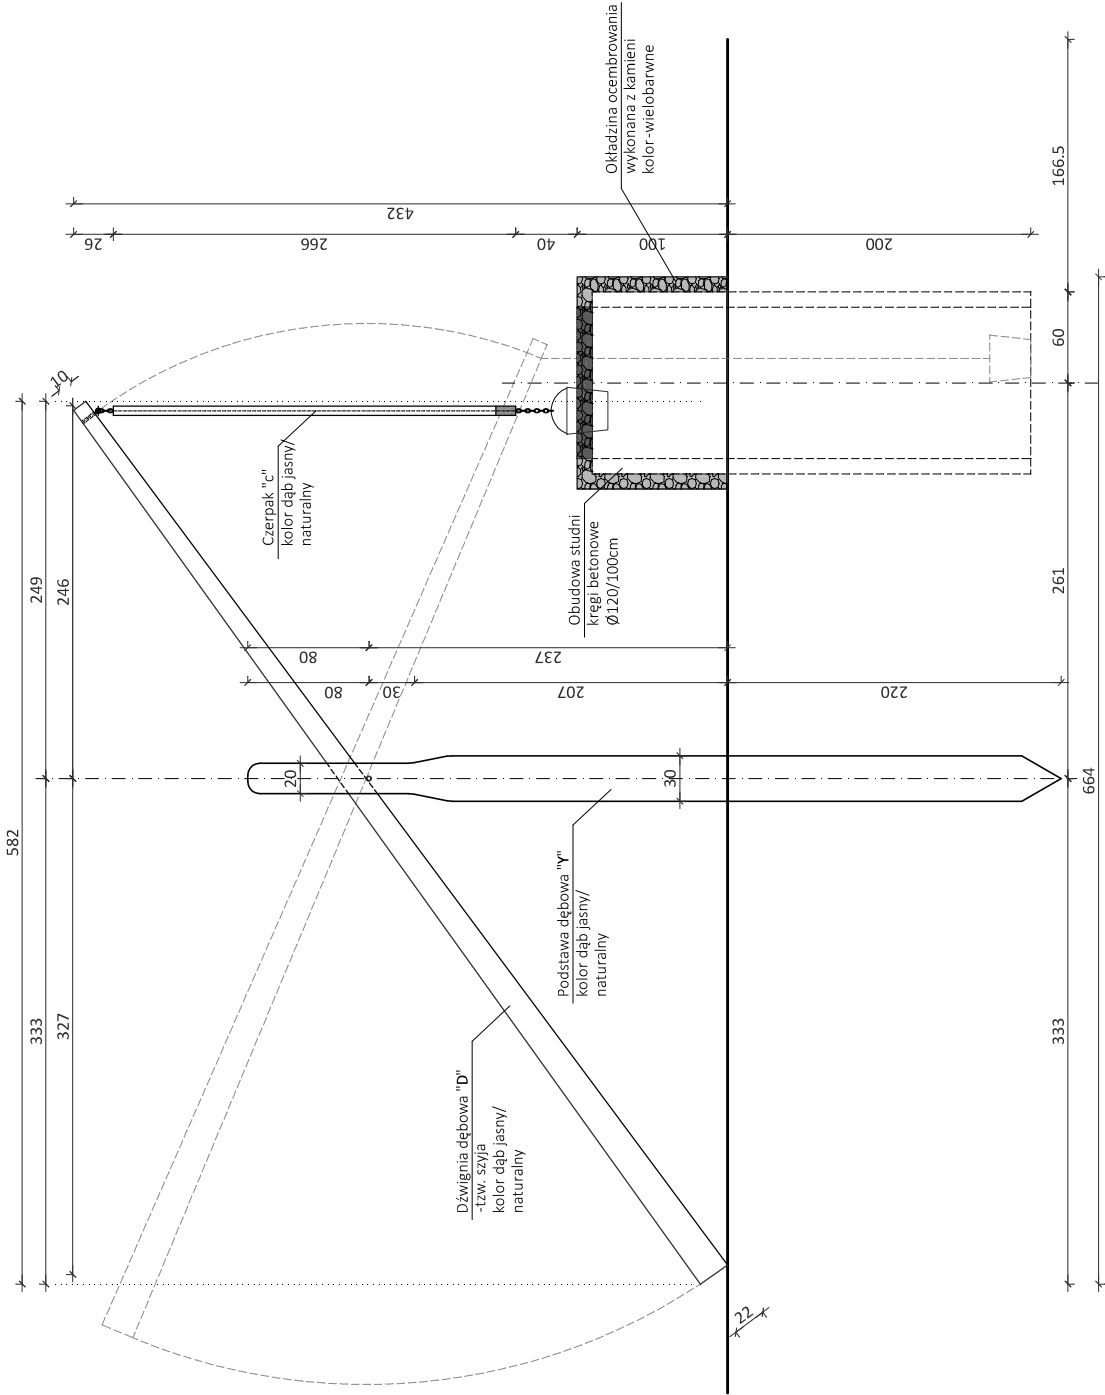 Okładzina ocembrowania
wykonana z kamieni
kolor-wielobarwne
Czerpak "c"
kolor dąb jasny/
naturalny
Obudowa studni
kręgi betonowe
Ø120/100cm
Podstawa dębowa "Y"
kolor dąb jasny/
naturalny
Dźwignia dębowa "D"
-tzw. szyja
kolor dąb jasny/
naturalny
432
26
266
40
100
200
10
166.5
60
261
333
664
582
249
333
246
327
80
237
80
30
207
220
20
30
22